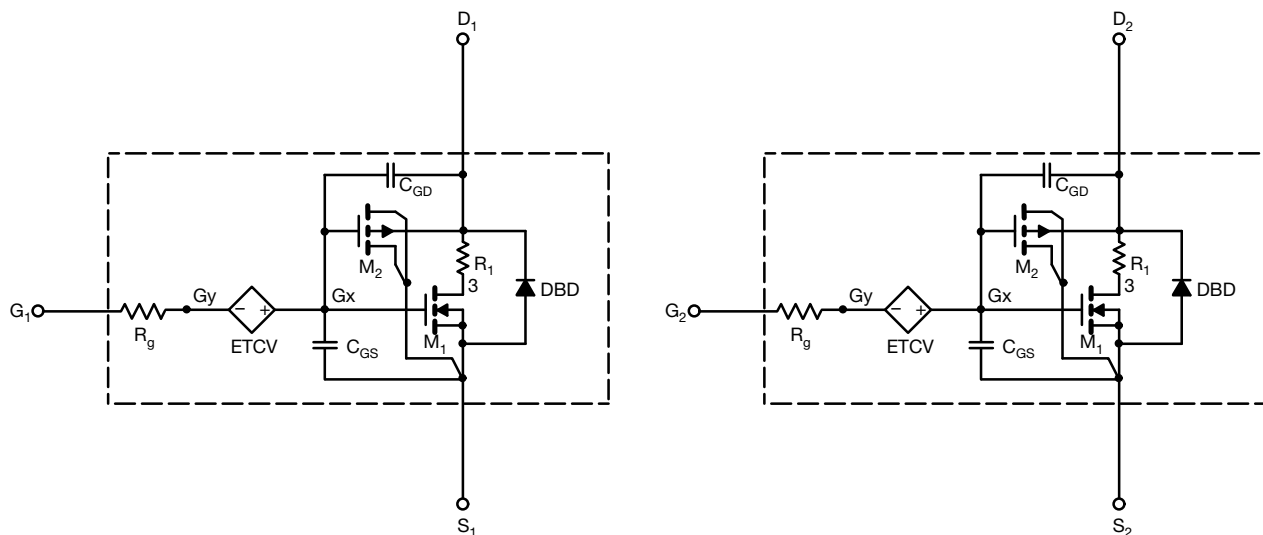 D1
D2
CGD
CGD
M2
R1
3
DBD
M2
R1
3
DBD
G1
Rg
Gy
− +
ETCV
Gx
M1
CGS
G2
Rg
Gy
− +
ETCV
Gx
M1
CGS
S1
S2